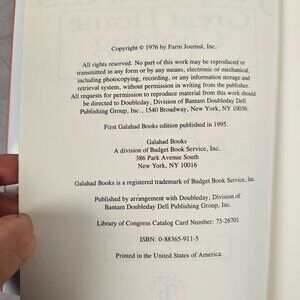 Copyright © 1976 by Farm Journal, Inc.
All rights reserved. No part of this work may be reproduced or
transmitted in any form or by any means, electronic or mechanical,
including photocopying, recording, or any information storage and
retrieval system, without permission in writing from the publisher.
All requests for permission to reproduce material from this work should
be directed to Doubleday, Division of Bantam Doubleday Dell
Publishing Group, Inc., 1540 Broadway, New York, NY 10036.
First Galahad Books edition published in 1995.
Galahad Books
A division of Budget Book Service, Inc.
386 Park Avenue South
New York, NY 10016
Galahad Books is a registered trademark of Budget Book Service, Inc.
Published by arrangement with Doubleday, Division of
Bantam Doubleday Dell Publishing Group, Inc.
Library of Congress Catalog Card Number: 75-26701
ISBN: 0-88365-911-5
Printed in the United States of America.